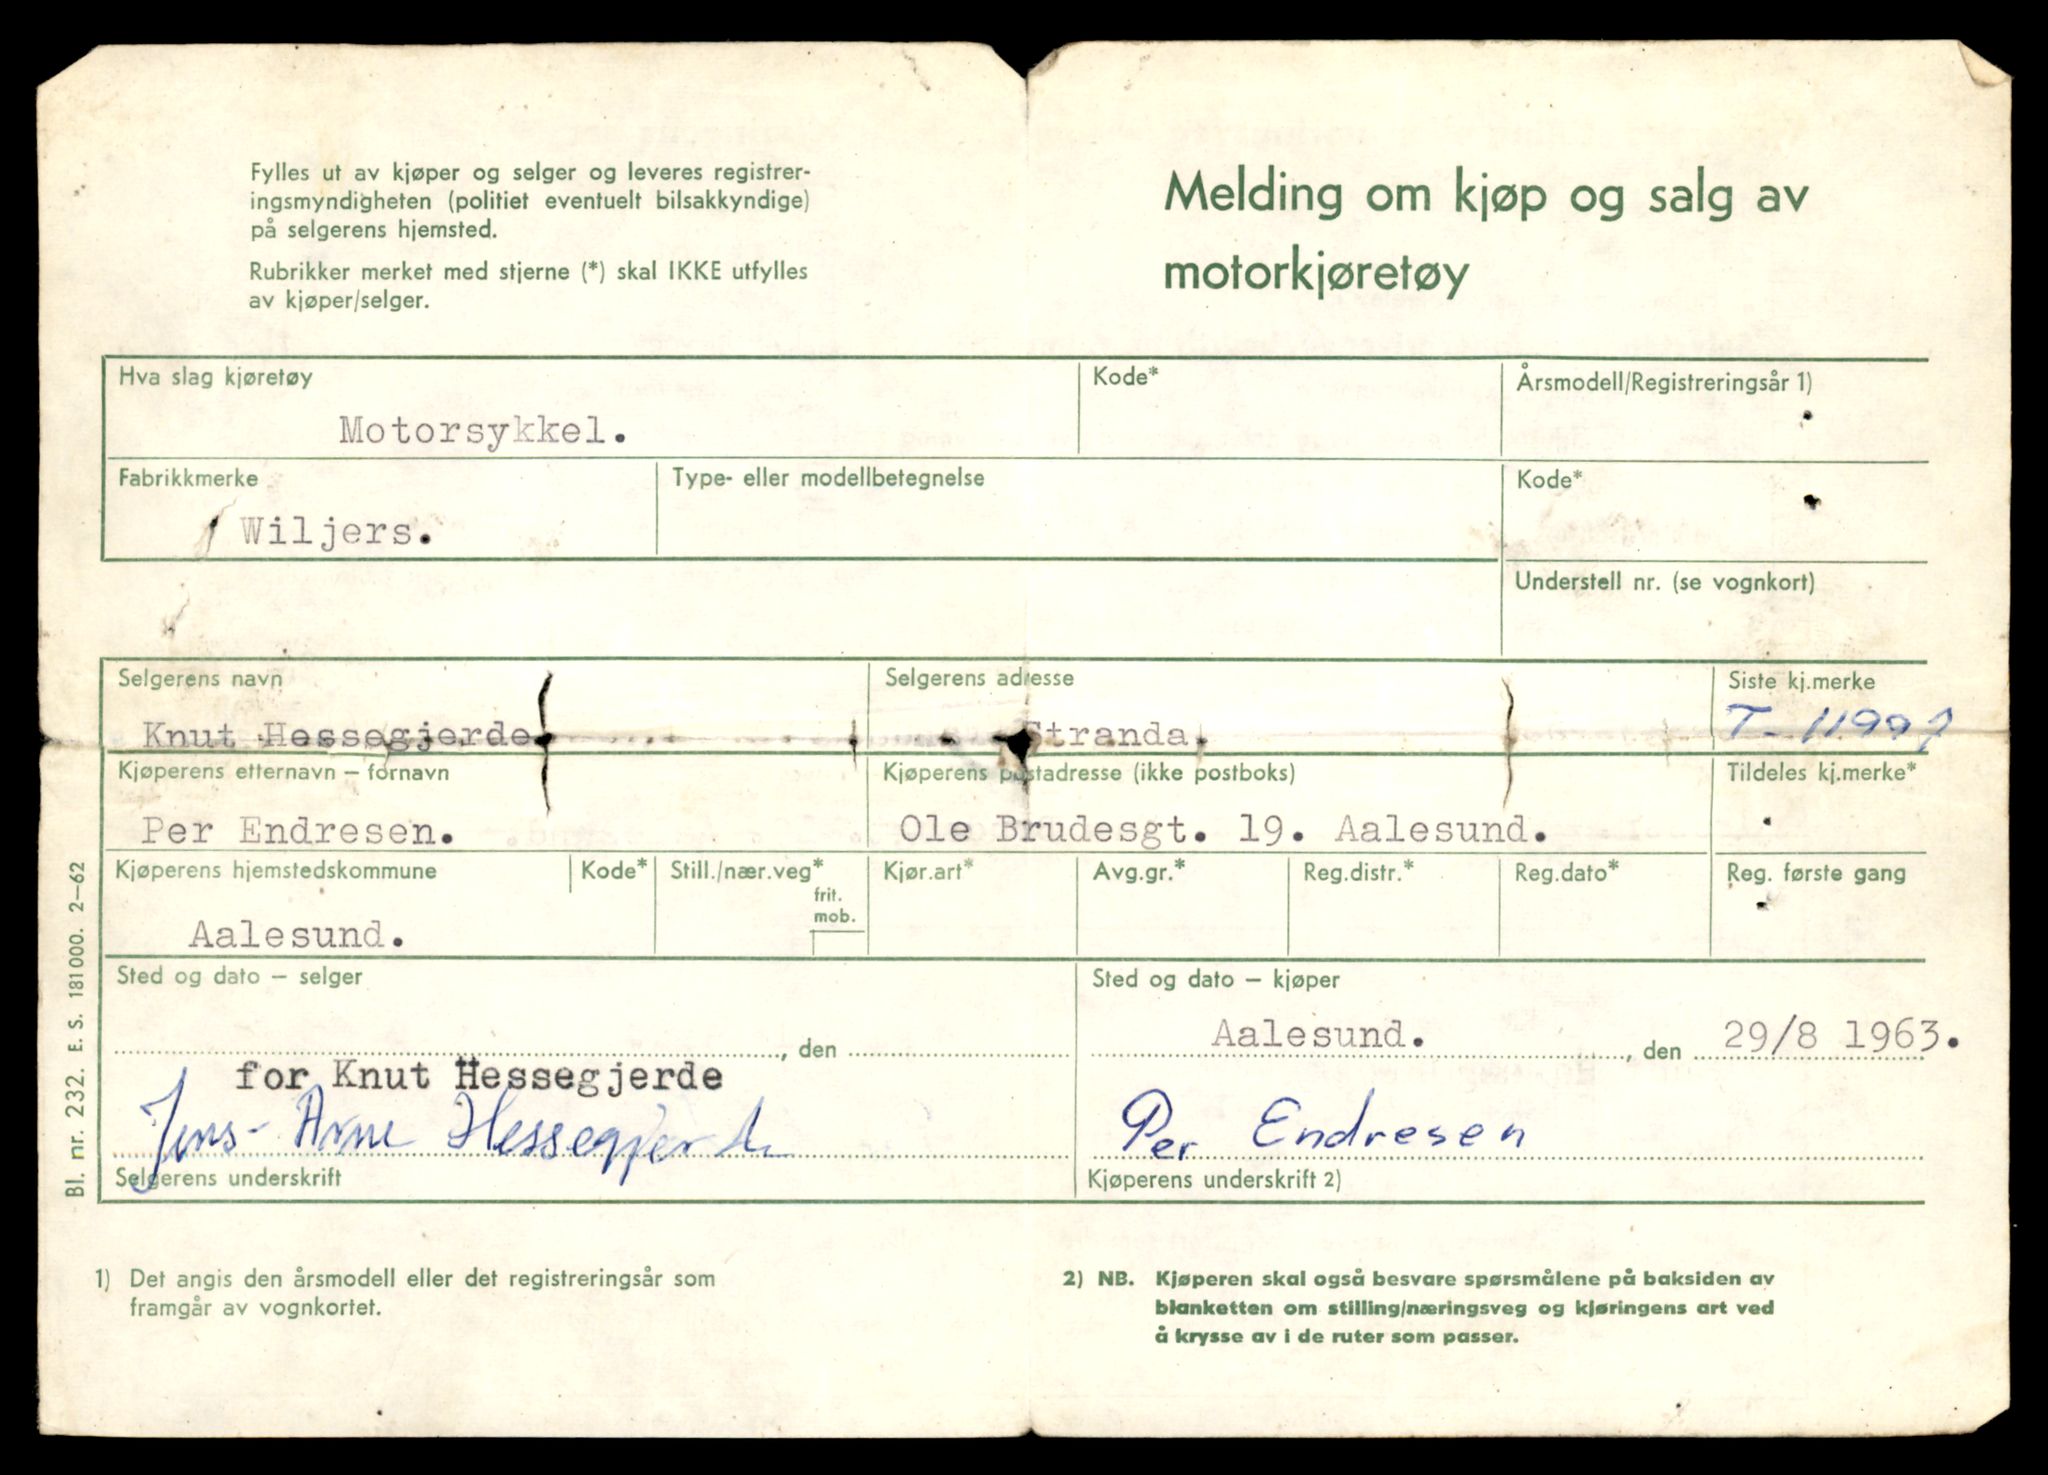 Fylles ut av kjøper og selger og leveres registrer-
ingsmyndigheten (politiet eventuelt bilsakkyndige)
på selgerens hjemsted.
Rubrikker merket med stjerne (*) skal IKKE utfylles
av kjøper/selger.
Melding om kjøp og salg av
motorkjøretøy
Hva slag kjøretøy
Kode*
Årsmodell/Registreringsår 1)
Motorsykkel.
Fabrikkmerke
Type- eller modellbetegnelse
Kode*
Wiljers.
Understell nr. (se vognkort)
Selgerens navn
Selgerens adresse
Siste kj.merke
Knut Hessegjerde
Stranda.
T-11997
Kjøperens etternavn – fornavn
Kjøperens postadresse (ikke postboks)
Tildeles kj.merke*
Per Endresen.
Ole Brudesgt. 19. Aalesund.
Kjøperens hjemstedskommune
Kode*
Still./nær.veg*
frit.
mob.
Kjør.art*
Avg.gr.*
Reg.distr.*
Reg.dato*
Reg. første gang
Aalesund.
Sted og dato – selger
Sted og dato – kjøper
, den
Aalesund. , den 29/8 1963.
for Knut Hessegjerde
Jens-Arne Hessegjerde
Per Endresen
Selgerens underskrift
Kjøperens underskrift 2)
Bl. nr. 232. E. S. 181000. 2–62
1) Det angis den årsmodell eller det registreringsår som
framgår av vognkortet.
2) NB. Kjøperen skal også besvare spørsmålene på baksiden av
blanketten om stilling/næringsveg og kjøringens art ved
å krysse av i de ruter som passer.